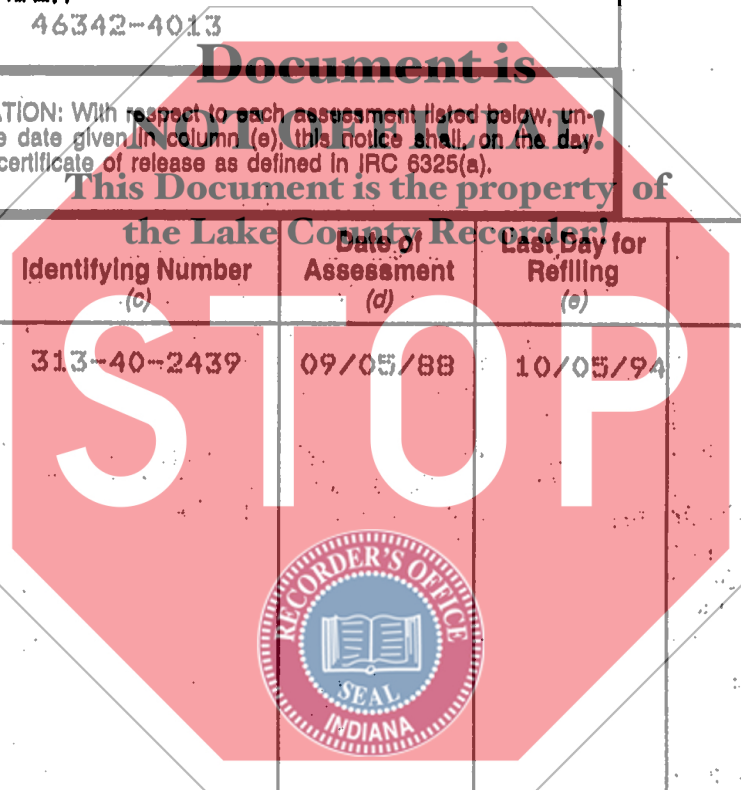 46342-4013
Document is
NOT OFFICIAL!
This Document is the property of
the Lake County Recorder!
ATION: With respect to each assessment listed below, un-
e date given in column (e), this notice shall, on the day
certificate of release as defined in IRC 6325(a).
Identifying Number
(c)
Date of
Assessment
(d)
Last Day for
Refiling
(e)
313-40-2439 09/05/88 10/05/94
STOP
RECORDER'S OFFICE
SEAL
INDIANA